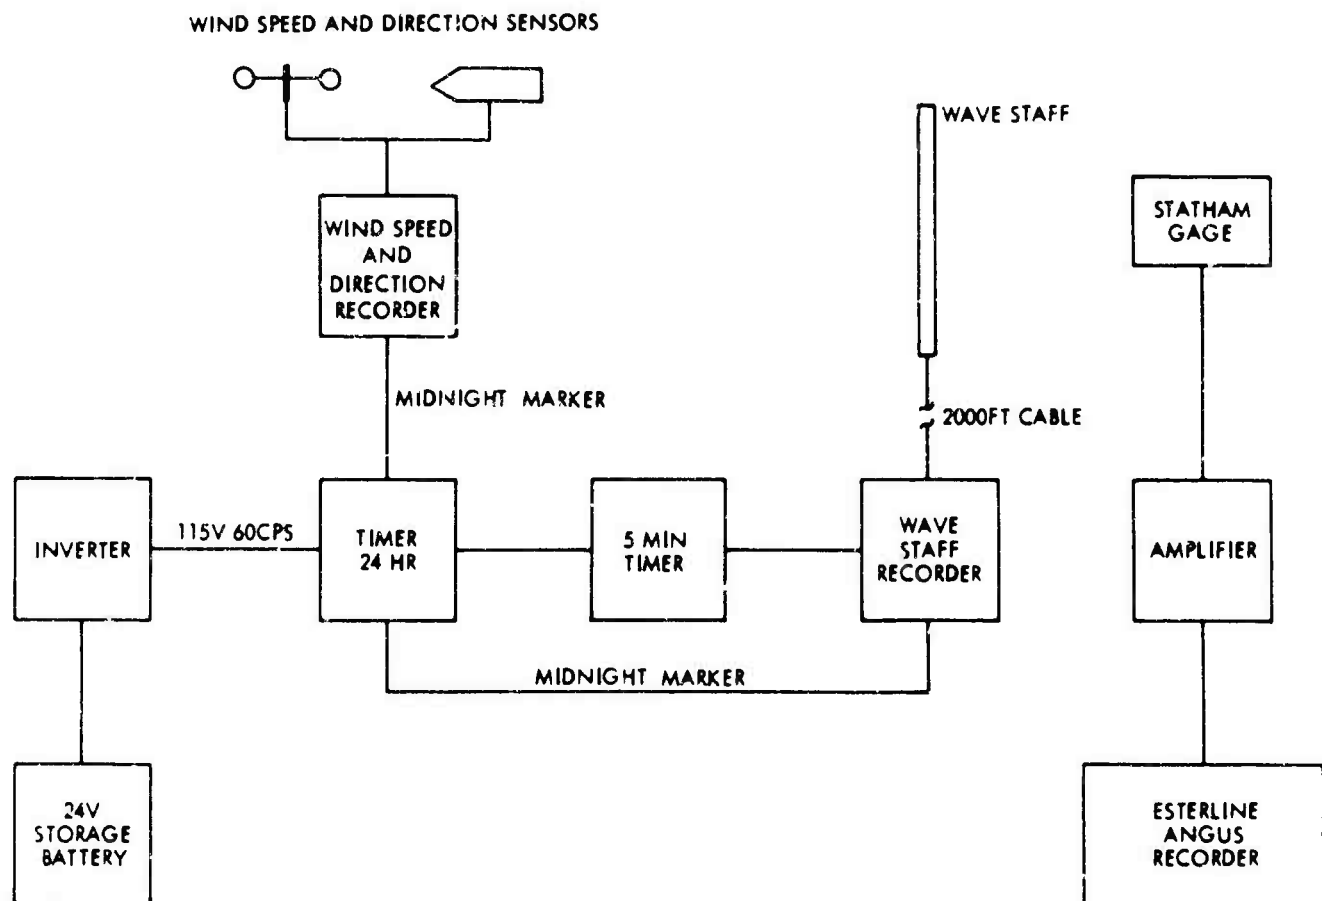 WIND SPEED AND DIRECTION SENSORS
WAVE STAFF
STATHAM
GAGE
WIND SPEED
AND
DIRECTION
RECORDER
MIDNIGHT MARKER
2000FT CABLE
INVERTER
115V 60CPS
TIMER
24 HR
5 MIN
TIMER
WAVE
STAFF
RECORDER
AMPLIFIER
MIDNIGHT MARKER
24V
STORAGE
BATTERY
ESTERLINE
ANGUS
RECORDER